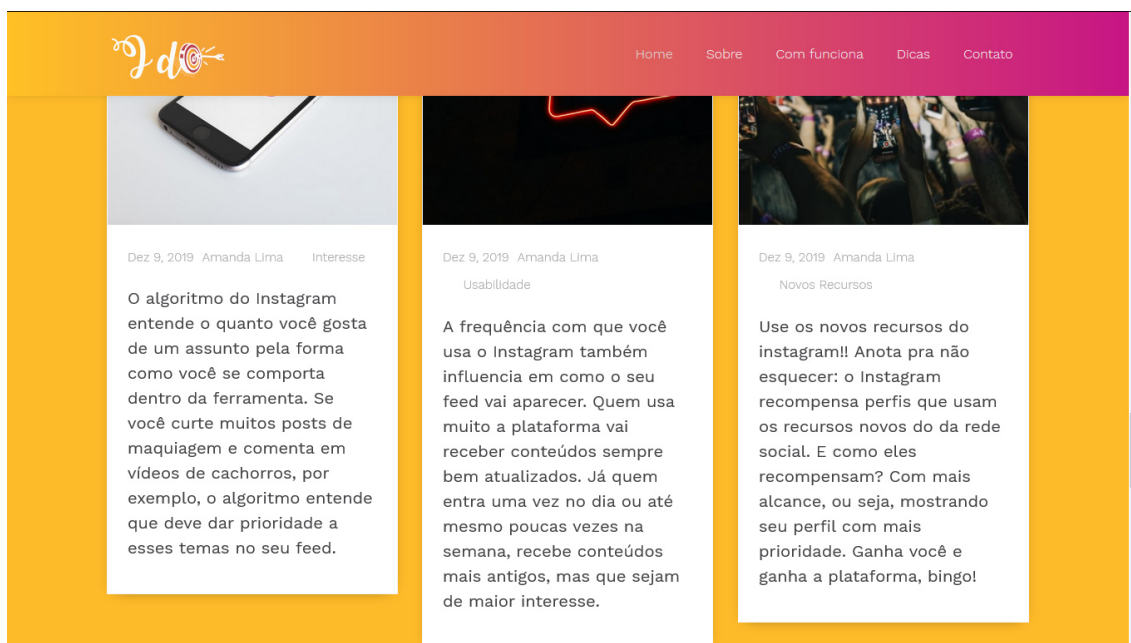 I do
Home Sobre Com funciona Dicas Contato
Dez 9, 2019 Amanda Lima Interesse
O algoritmo do Instagram
entende o quanto você gosta
de um assunto pela forma
como você se comporta
dentro da ferramenta. Se
você curte muitos posts de
maquiagem e comenta em
vídeos de cachorros, por
exemplo, o algoritmo entende
que deve dar prioridade a
esses temas no seu feed.
Dez 9, 2019 Amanda Lima
Usabilidade
A frequência com que você
usa o Instagram também
influencia em como o seu
feed vai aparecer. Quem usa
muito a plataforma vai
receber conteúdos sempre
bem atualizados. Já quem
entra uma vez no dia ou até
mesmo poucas vezes na
semana, recebe conteúdos
mais antigos, mas que sejam
de maior interesse.
Dez 9, 2019 Amanda Lima
Novos Recursos
Use os novos recursos do
instagram!! Anota pra não
esquecer: o Instagram
recompensa perfis que usam
os recursos novos do da rede
social. E como eles
recompensam? Com mais
alcance, ou seja, mostrando
seu perfil com mais
prioridade. Ganha você e
ganha a plataforma, bingo!